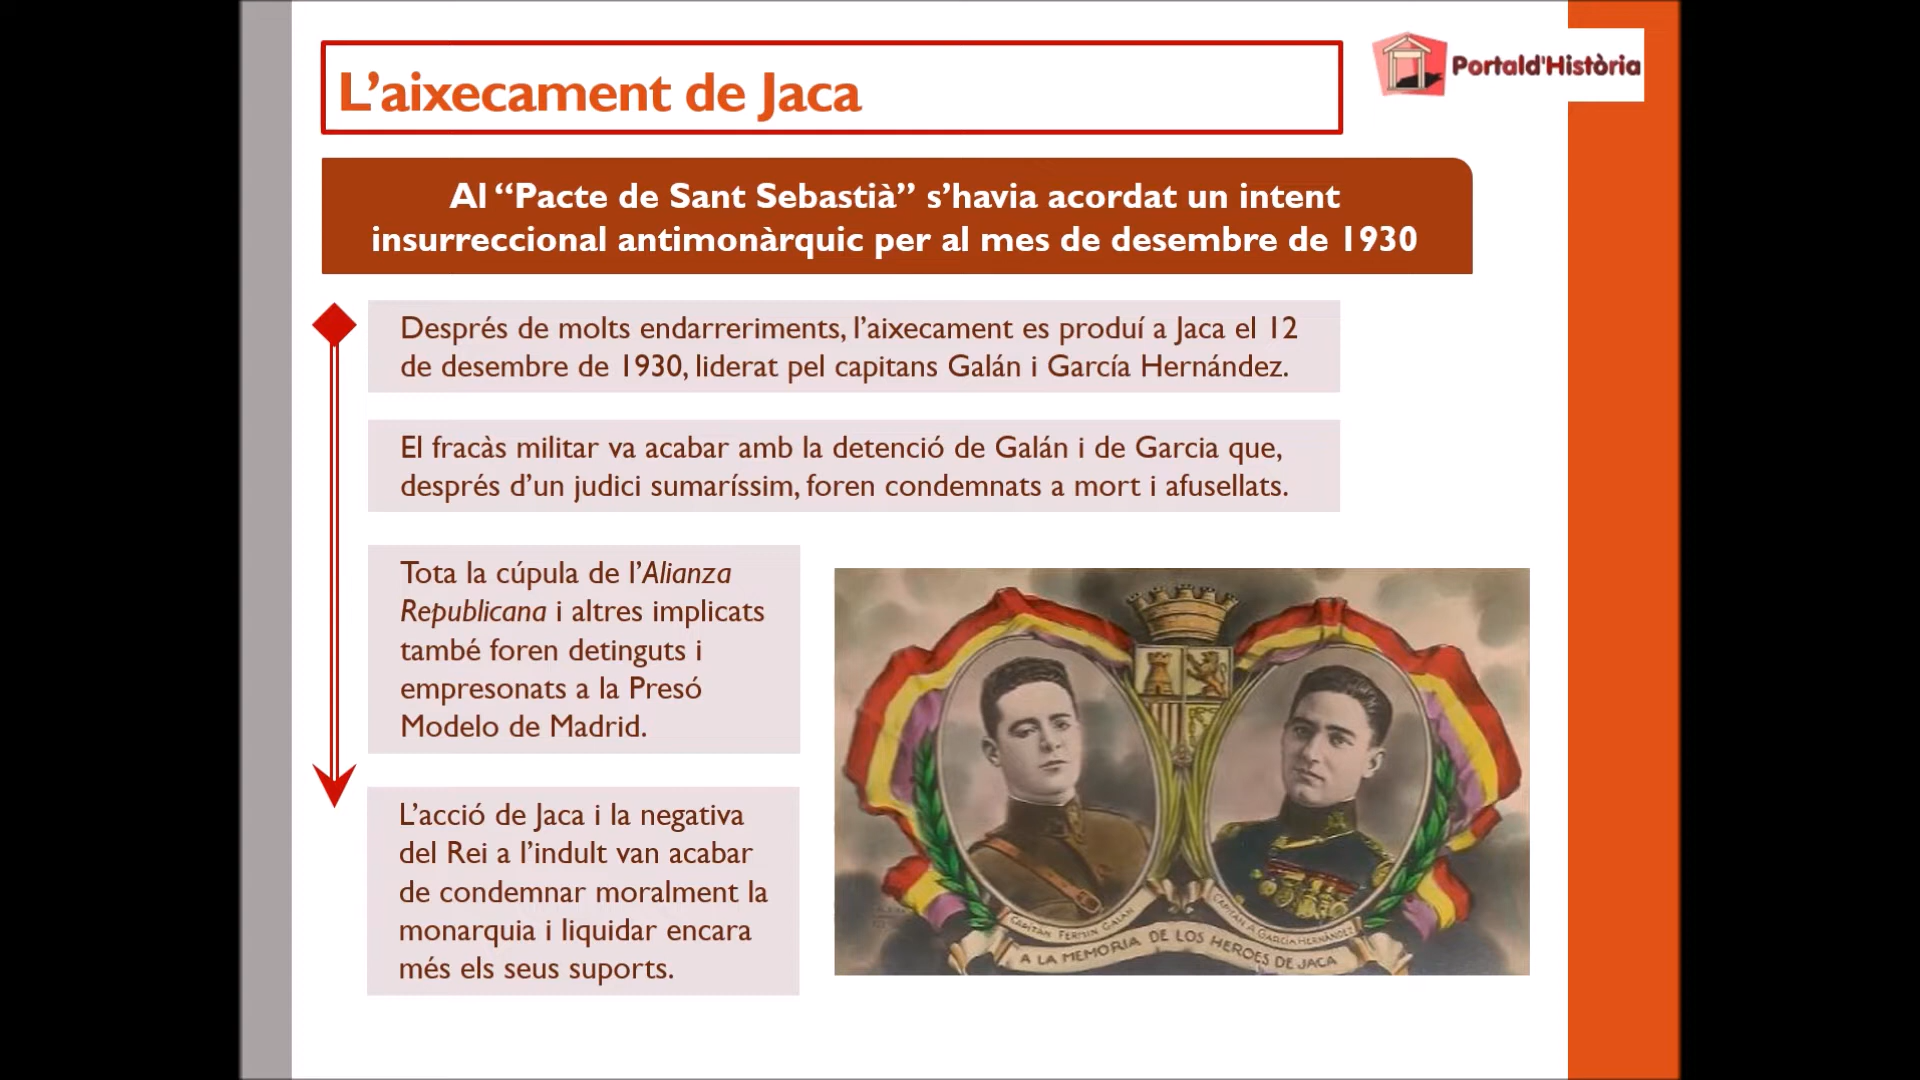 L'aixecament de Jaca
Portald'Història
Al “Pacte de Sant Sebastià” s'havia acordat un intent
insurreccional antimonàrquic per al mes de desembre de 1930
Després de molts endarreriments, l'aixecament es produí a Jaca el 12
de desembre de 1930, liderat pel capitans Galán i García Hernández.
El fracàs militar va acabar amb la detenció de Galán i de Garcia que,
després d'un judici sumaríssim, foren condemnats a mort i afusellats.
Tota la cúpula de l'Alianza
Republicana i altres implicats
també foren detinguts i
empresonats a la Presó
Modelo de Madrid.
L'acció de Jaca i la negativa
del Rei a l'indult van acabar
de condemnar moralment la
monarquia i liquidar encara
més els seus suports.
CAPITAN FERMIN GALAN
CAPITAN A GARCIA HERNANDEZ
A LA MEMORIA DE LOS HEROES DE JACA